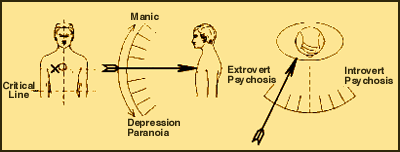 Manic
Critical
Line
Depression
Paranoia
Extrovert
Psychosis
Introvert
Psychosis